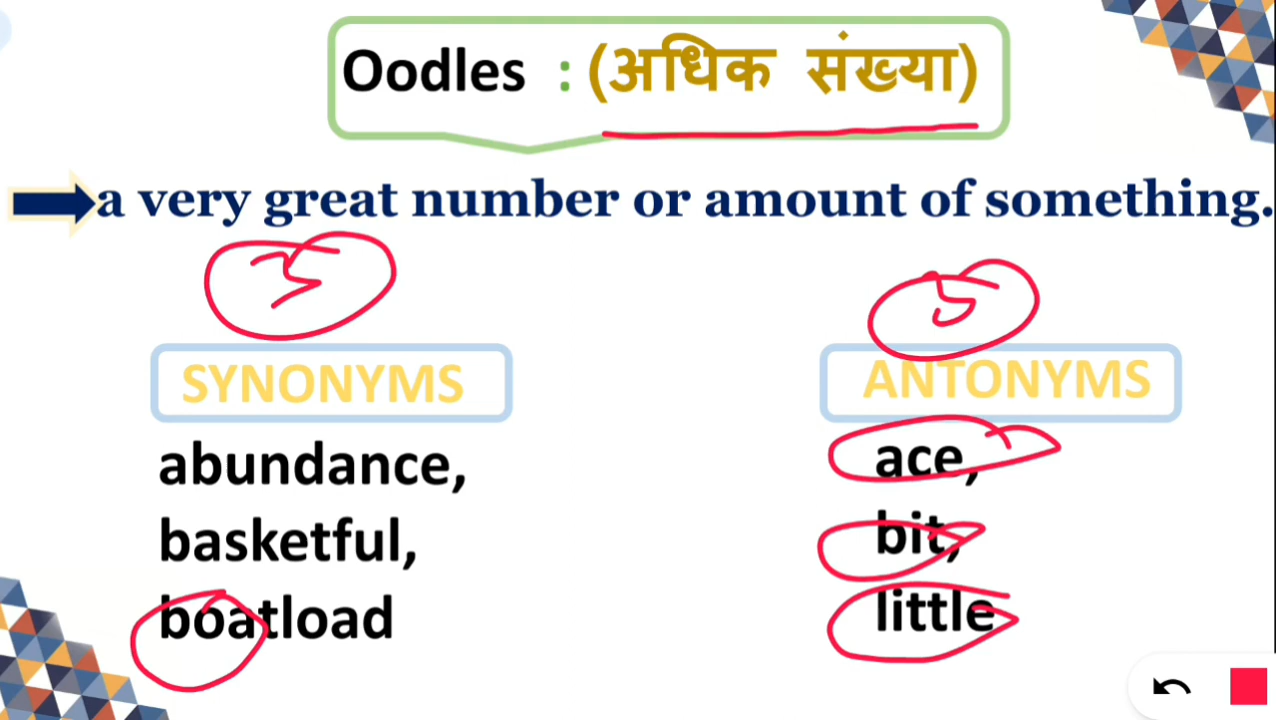 Oodles : (अधिक संख्या)
a very great number or amount of something.
SYNONYMS
abundance,
basketful,
boatload
ANTONYMS
ace,
bit,
little